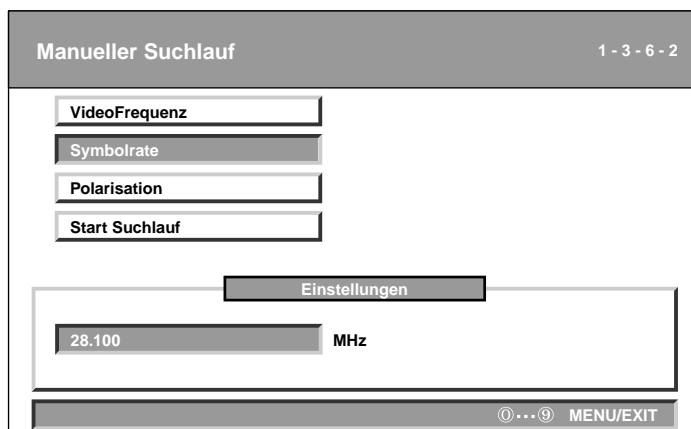 Manueller Suchlauf 1 - 3 - 6 - 2
VideoFrequenz
Symbolrate
Polarisation
Start Suchlauf
Einstellungen
28.100 MHz
⓪...⑨ MENU/EXIT